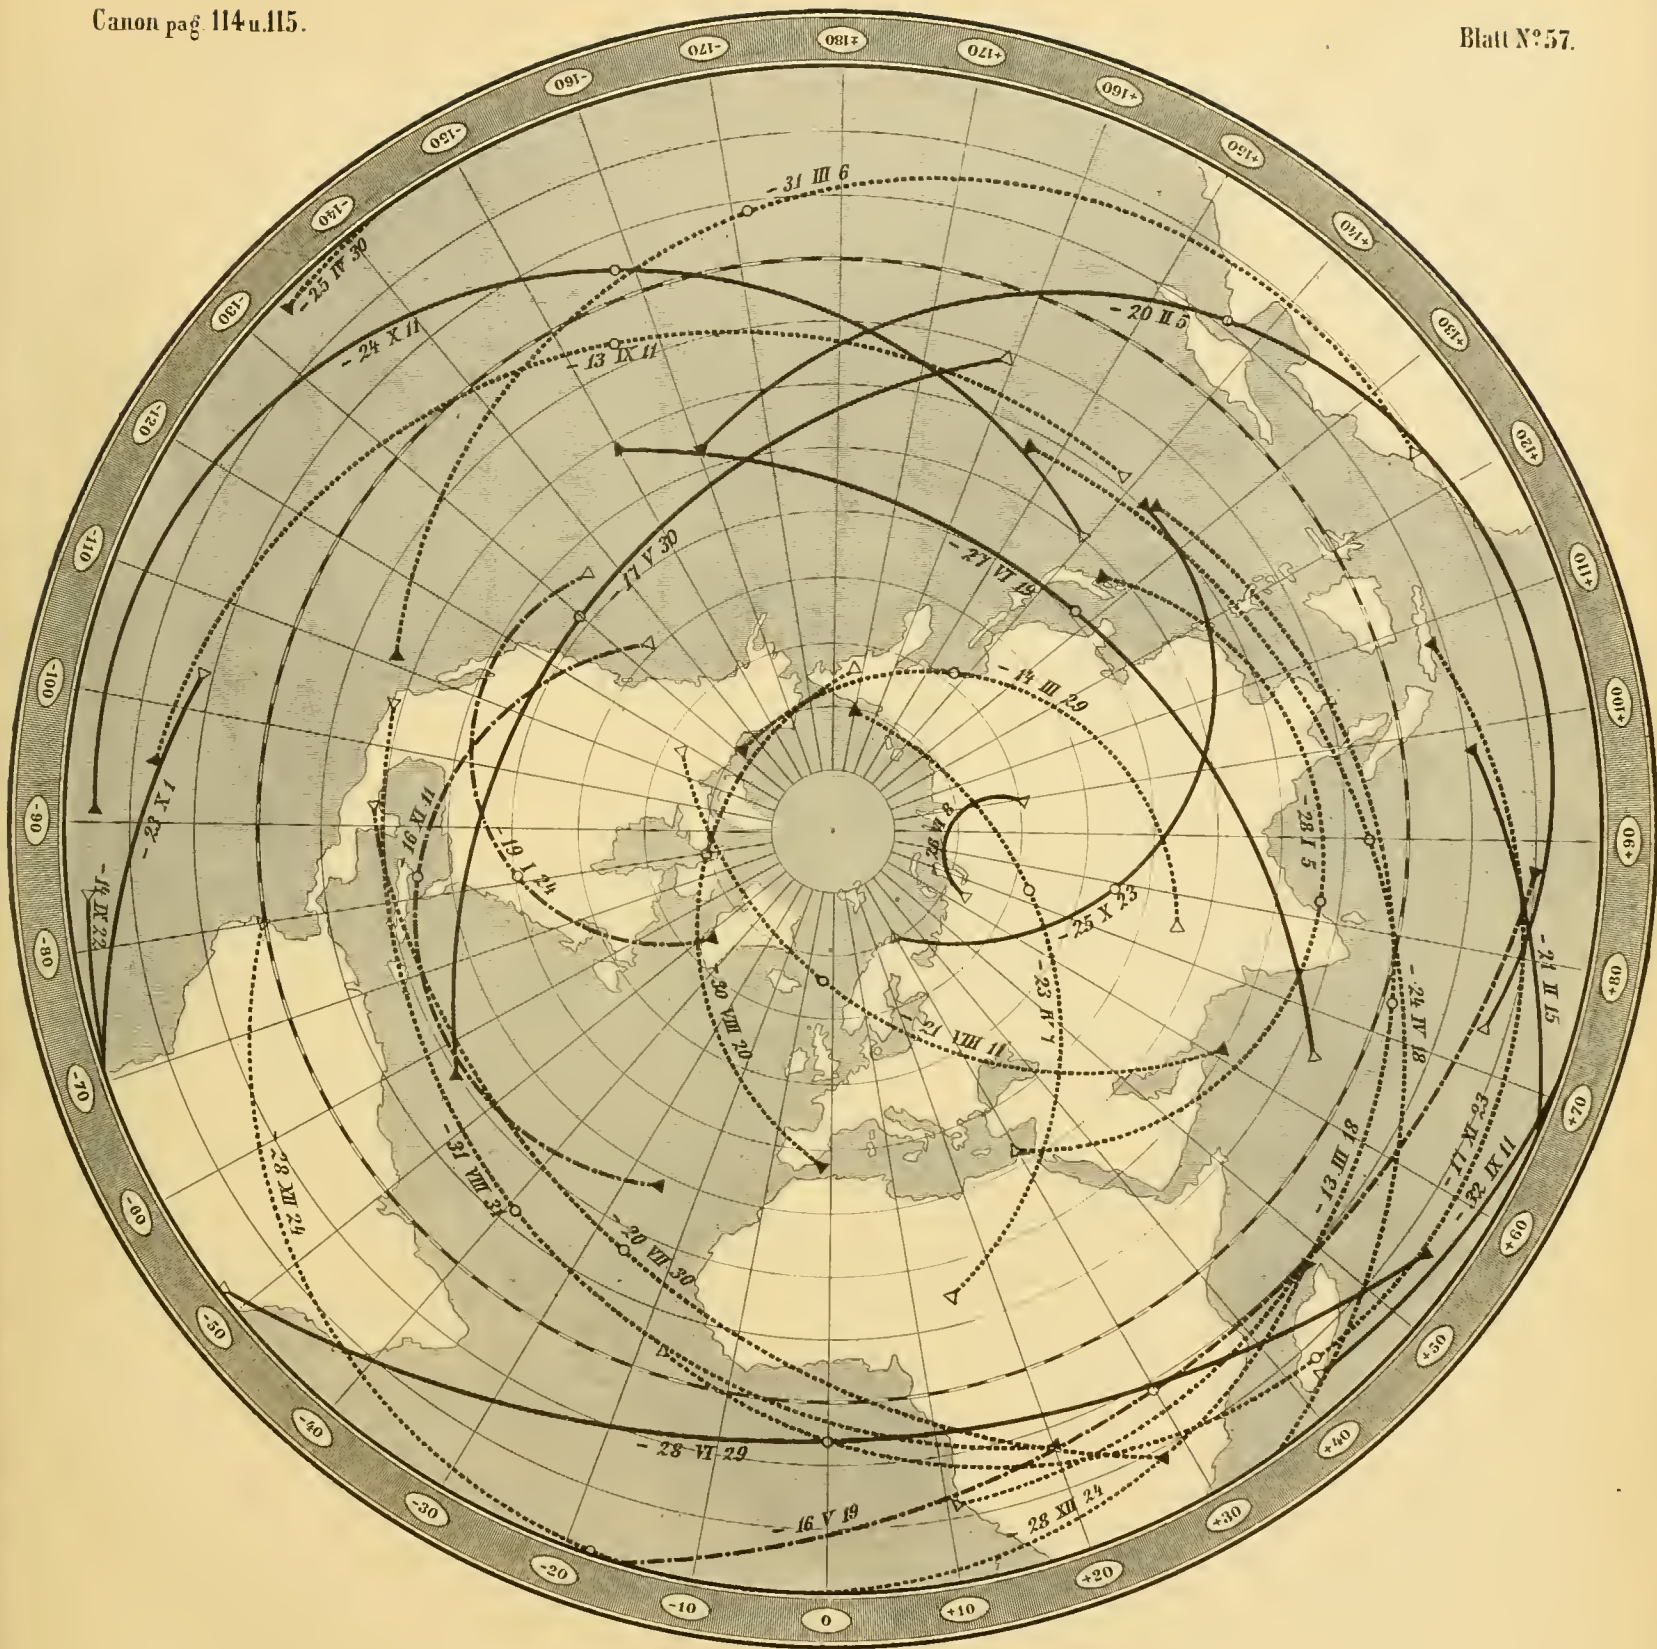 Canon pag. 114 u. 115.
Blatt Nº 57.
±180
+170
+160
+150
+140
+130
+120
+110
+100
+90
+80
+70
+60
+50
+40
+30
+20
+10
0
-10
-20
-30
-40
-50
-60
-70
-80
-90
-100
-110
-120
-130
-140
-150
-160
-170
- 31 III 6
- 25 IV 30
- 24 X 11
- 20 II 5
- 13 IX 11
- 17 V 30
- 27 VI 19
- 14 III 29
- 23 X 1
- 16 XI 11
- 19 I 24
- 26 VI 8
- 28 I 5
- 25 X 23
- 14 IX 22
- 30 VIII 20
- 23 IV 1
- 21 VIII 11
- 24 IV 18
- 21 II 15
- 31 VIII 31
- 28 IX 24
- 20 VII 30
- 13 III 18
- 17 XI 23
- 32 IX 11
- 28 VI 29
- 16 V 19
- 28 XII 24